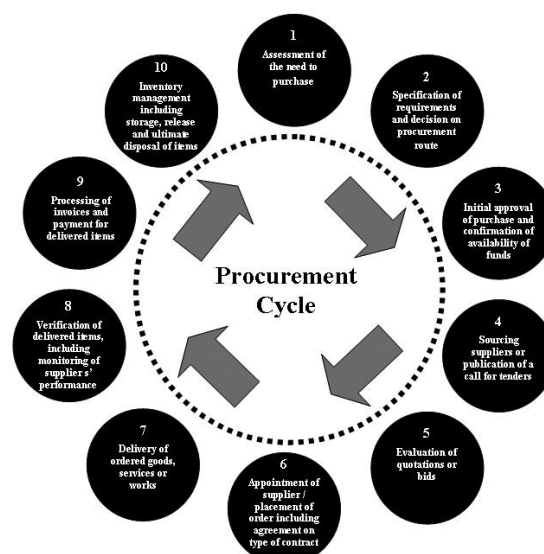 1
Assessment of
the need to
purchase
2
Specification of
requirements
and decision on
procurement
route
3
Initial approval
of purchase and
confirmation of
availability of
funds
4
Sourcing
suppliers or
publication of a
call for tenders
5
Evaluation of
quotations or
bids
6
Appointment of
supplier /
placement of
order including
agreement on
type of contract
7
Delivery of
ordered goods,
services or
works
8
Verification of
delivered items,
including
monitoring of
supplier s’
performance
9
Processing of
invoices and
payment for
delivered items
10
Inventory
management
including
storage, release
and ultimate
disposal of items
Procurement
Cycle